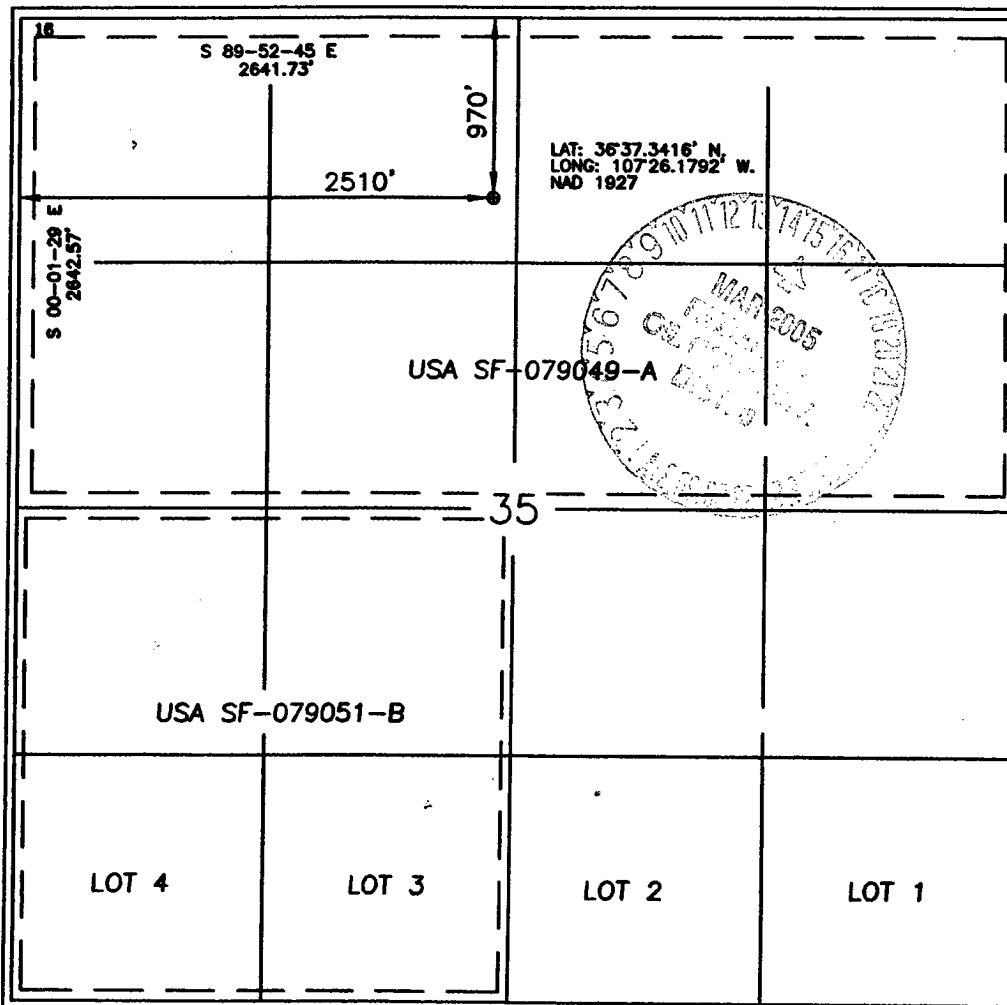 16
S 89-52-45 E
2641.73'
970'
LAT: 36°37.3416' N.
LONG: 107°26.1792' W.
NAD 1927
2510'
S 00-01-29 E
2642.57'
MAR 2005
USA SF-079049-A
35
USA SF-079051-B
LOT 4
LOT 3
LOT 2
LOT 1